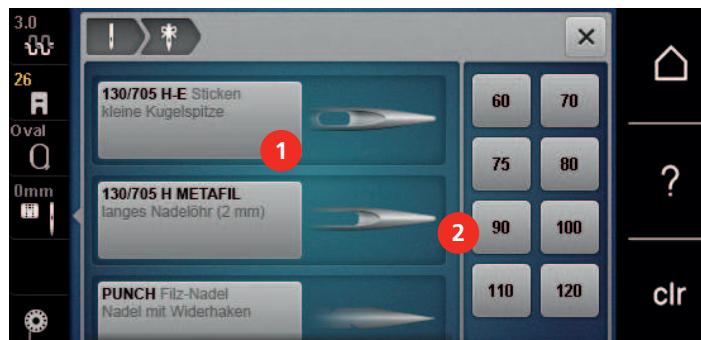 3.0
26
Oval
0mm
130/705 H-E Sticken
kleine Kugelspitze
1
130/705 H METAFIL
langes Nadelöhr (2 mm)
2
PUNCH Filz-Nadel
Nadel mit Widerhaken
60 70
75 80
90 100
110 120
?
clr